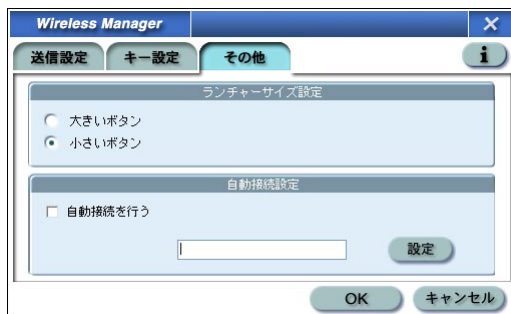 Wireless Manager
送信設定 キー設定 その他
ランチャーサイズ設定
大きいボタン
小さいボタン
自動接続設定
自動接続を行う
設定
OK キャンセル